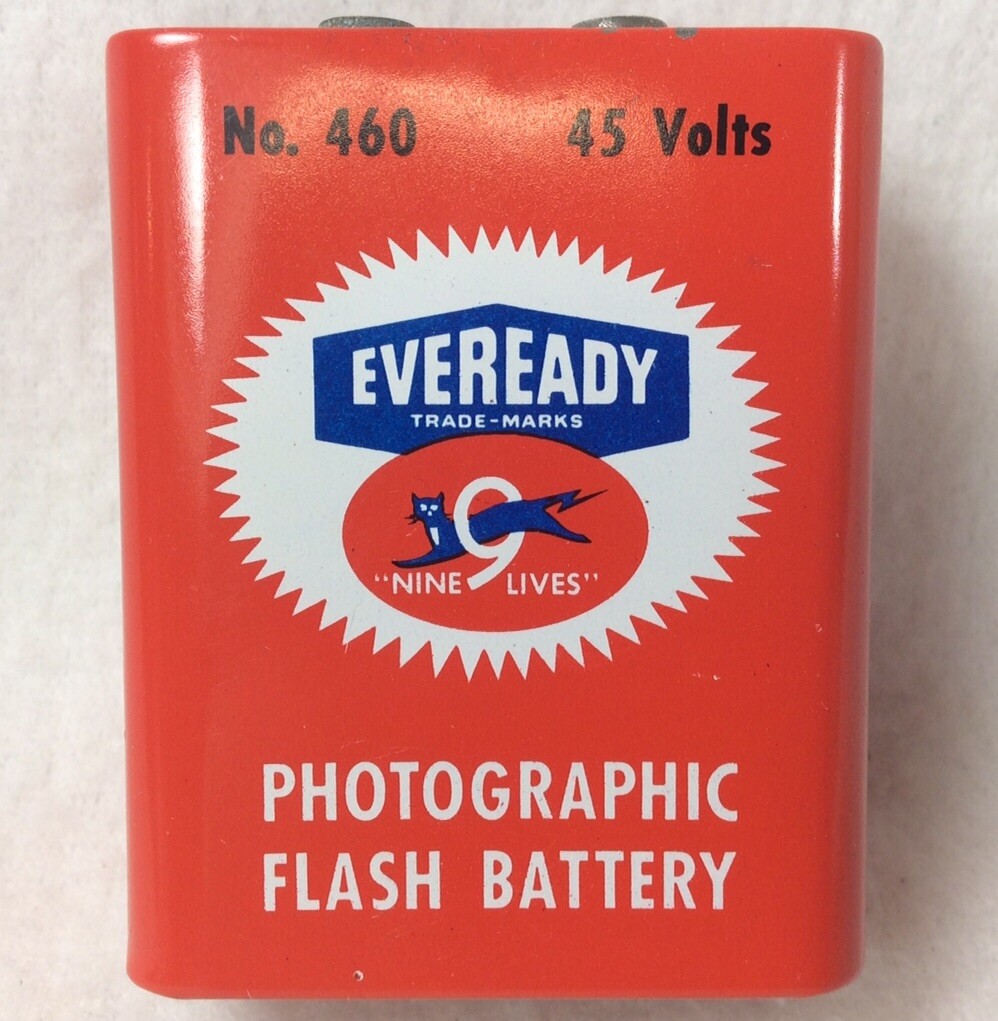 No. 460 45 Volts
EVEREADY
TRADE-MARKS
9
“NINE LIVES”
PHOTOGRAPHIC
FLASH BATTERY